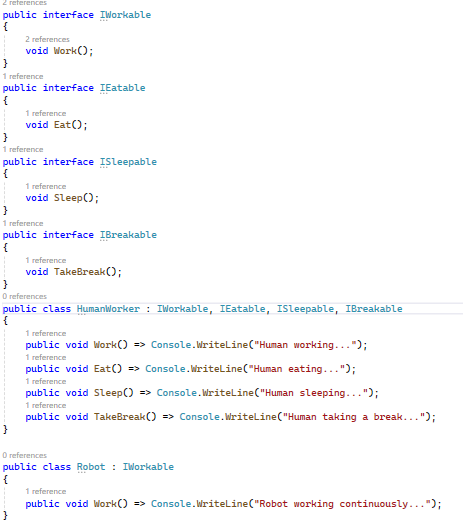 2 references
public interface IWorkable
{
2 references
void Work();
}
1 reference
public interface IEatable
{
1 reference
void Eat();
}
1 reference
public interface ISleepable
{
1 reference
void Sleep();
}
1 reference
public interface IBreakable
{
1 reference
void TakeBreak();
}
0 references
public class HumanWorker : IWorkable, IEatable, ISleepable, IBreakable
{
1 reference
public void Work() => Console.WriteLine("Human working...");
1 reference
public void Eat() => Console.WriteLine("Human eating...");
1 reference
public void Sleep() => Console.WriteLine("Human sleeping...");
1 reference
public void TakeBreak() => Console.WriteLine("Human taking a break...");
}
0 references
public class Robot : IWorkable
{
1 reference
public void Work() => Console.WriteLine("Robot working continuously...");
}